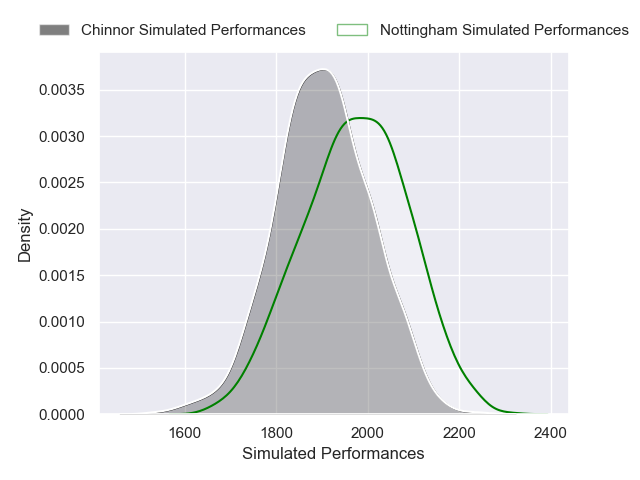 Chinnor Simulated Performances
Nottingham Simulated Performances
0.0035
0.0030
0.0025
0.0020
0.0015
0.0010
0.0005
0.0000
Density
1600 1800 2000 2200 2400
Simulated Performances